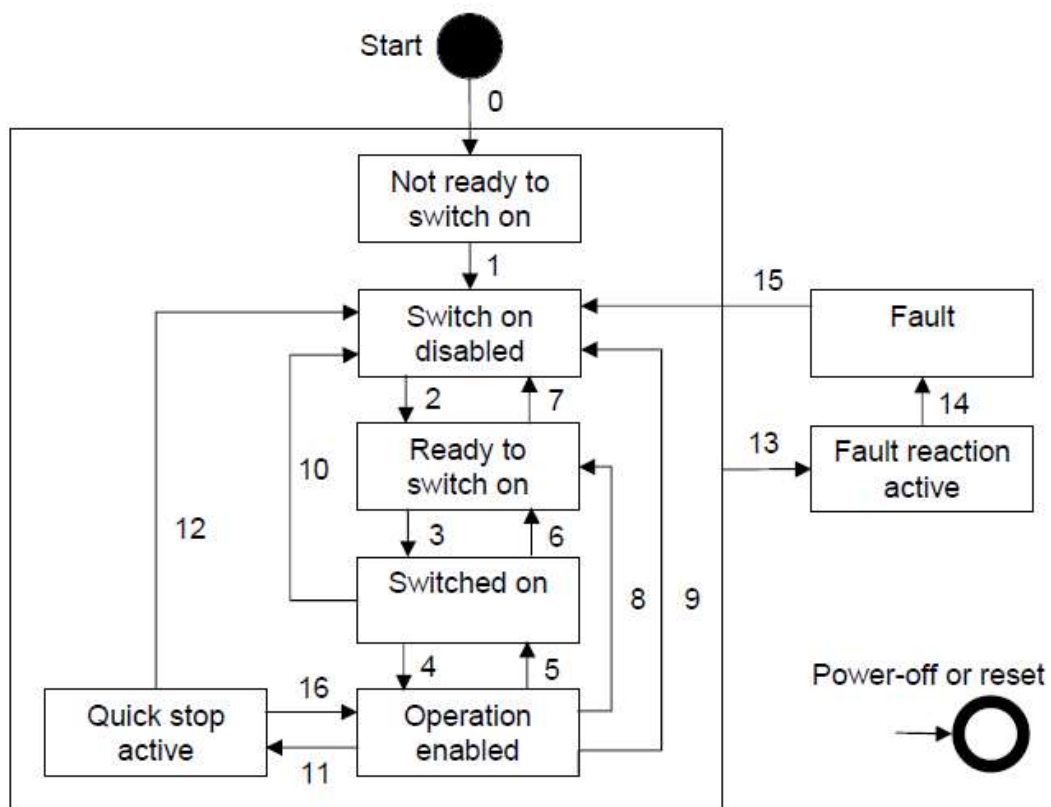 Start
0
Not ready to
switch on
1
15
Switch on
disabled
Fault
2
7
14
10
Ready to
switch on
13
Fault reaction
active
12
3
6
Switched on
8
9
4
5
16
Power-off or reset
Quick stop
active
Operation
enabled
11